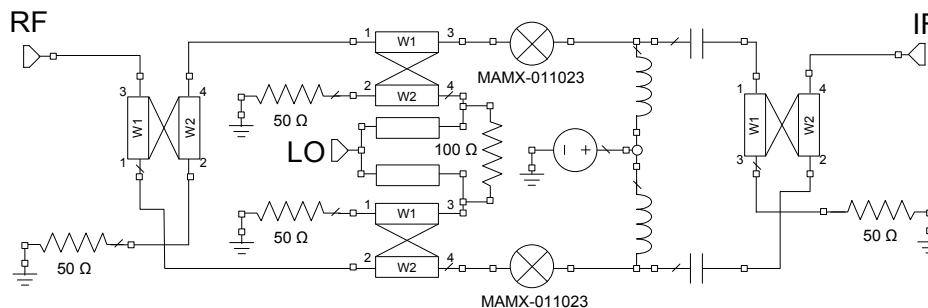 RF
IF
1 W1 3
2 W2 4
MAMX-011023
50 Ω
3 4
W1 W2
1 2
LO
100 Ω
− +
1 4
W1 W2
3 2
50 Ω
1 W1 3
2 W2 4
50 Ω
50 Ω
MAMX-011023